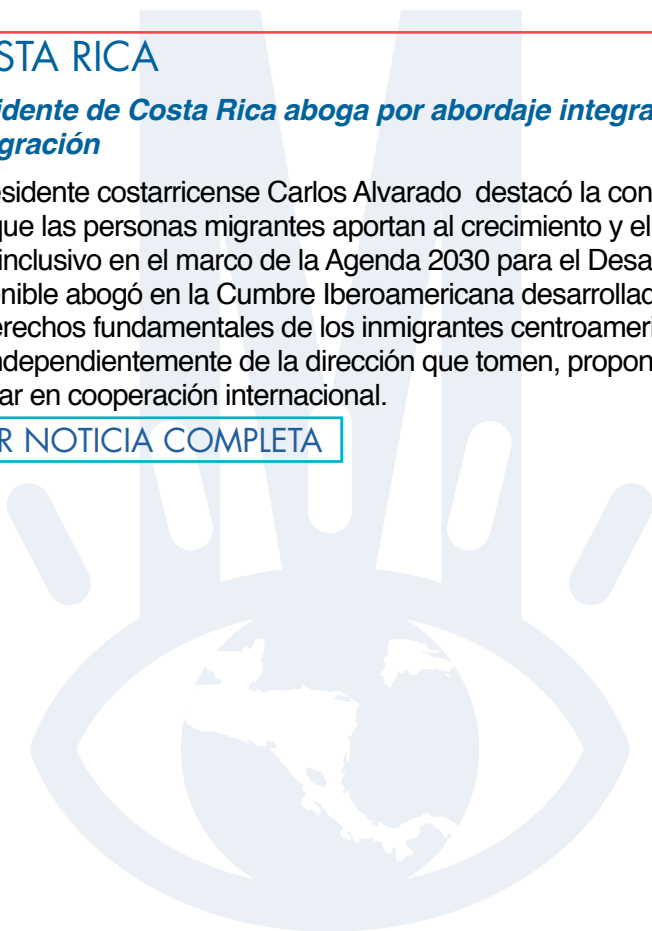 STA RICA
idente de Costa Rica aboga por abordaje integra
gración
esidente costarricense Carlos Alvarado destacó la con
que las personas migrantes aportan al crecimiento y el
inclusivo en el marco de la Agenda 2030 para el Desa
enible abogó en la Cumbre Iberoamericana desarrollad
erechos fundamentales de los inmigrantes centroameri
ndependientemente de la dirección que tomen, propon
ar en cooperación internacional.
R NOTICIA COMPLETA